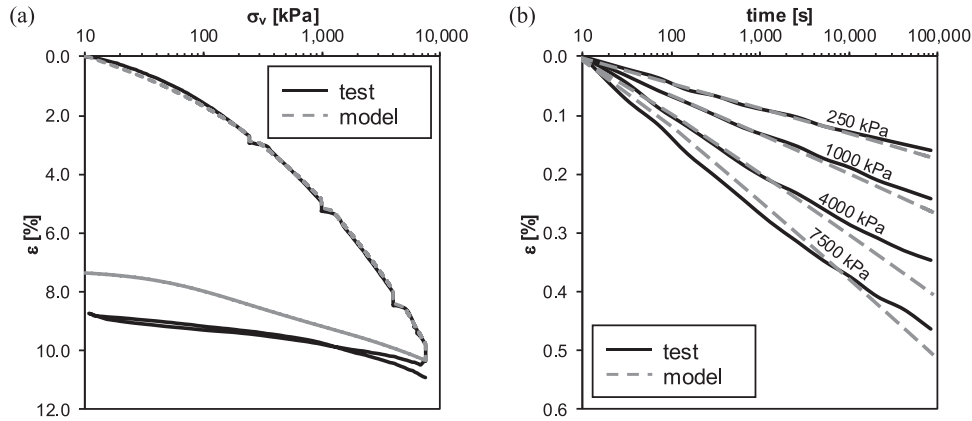 (a)
σv [kPa]
10 100 1,000 10,000
0.0
2.0
4.0
6.0
8.0
10.0
12.0
ε [%]
test
model
(b)
time [s]
10 100 1,000 10,000 100,000
0.0
0.1
0.2
0.3
0.4
0.5
0.6
ε [%]
250 kPa
1000 kPa
4000 kPa
7500 kPa
test
model